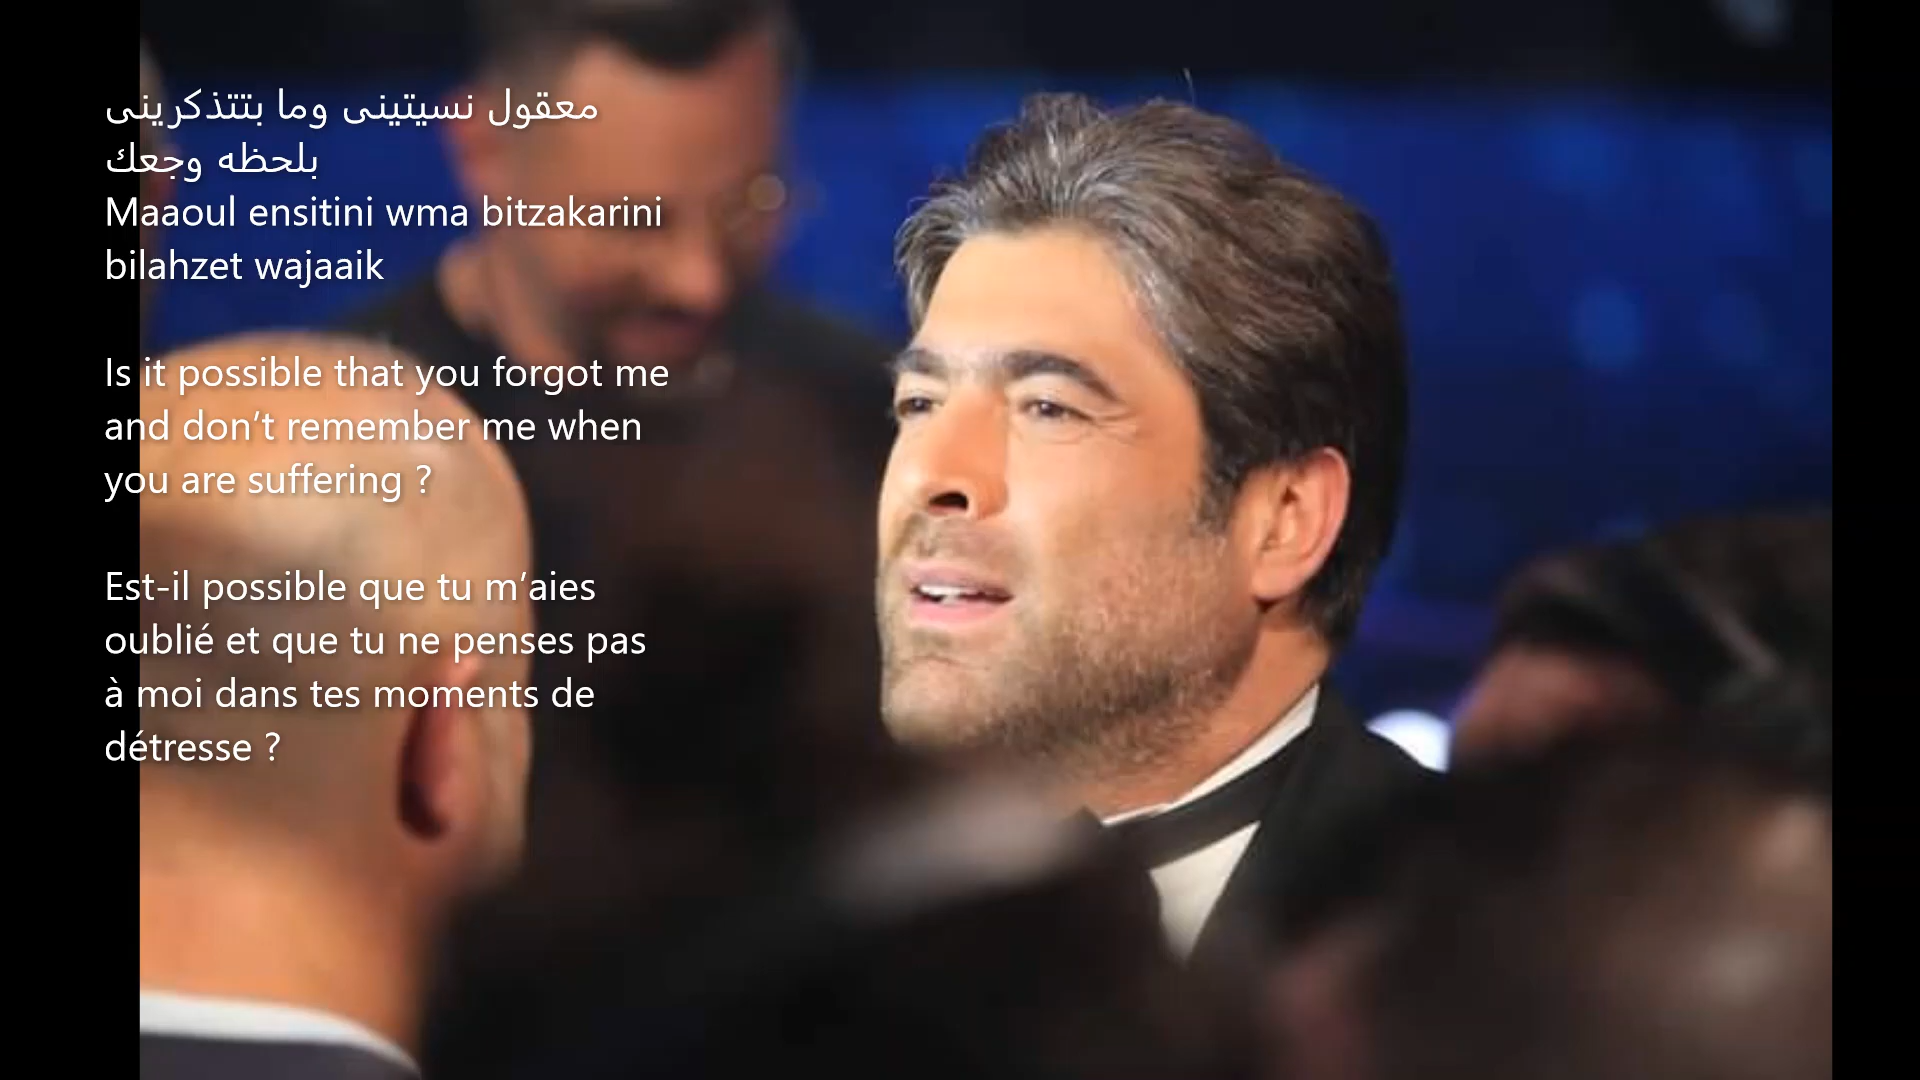 معقول نسيتينى وما بتتذكرينى
بلحظه وجعك
Maaoul ensitini wma bitzakarini
bilahzet wajaaik
Is it possible that you forgot me
and don’t remember me when
you are suffering ?
Est-il possible que tu m’aies
oublié et que tu ne penses pas
à moi dans tes moments de
détresse ?